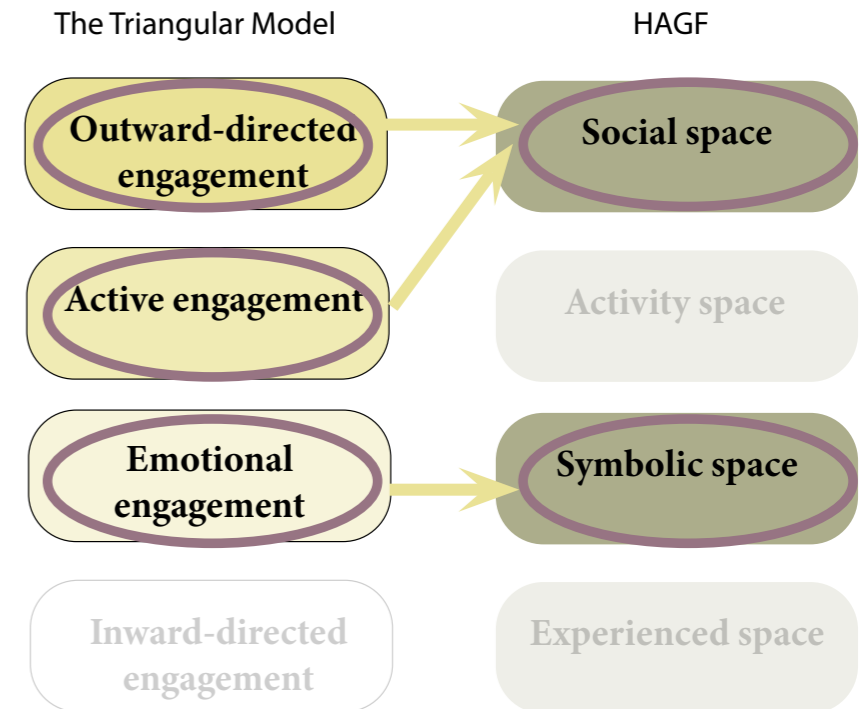 The Triangular Model
HAGF
Outward-directed
engagement
Social space
Active engagement
Activity space
Emotional
engagement
Symbolic space
Inward-directed
engagement
Experienced space